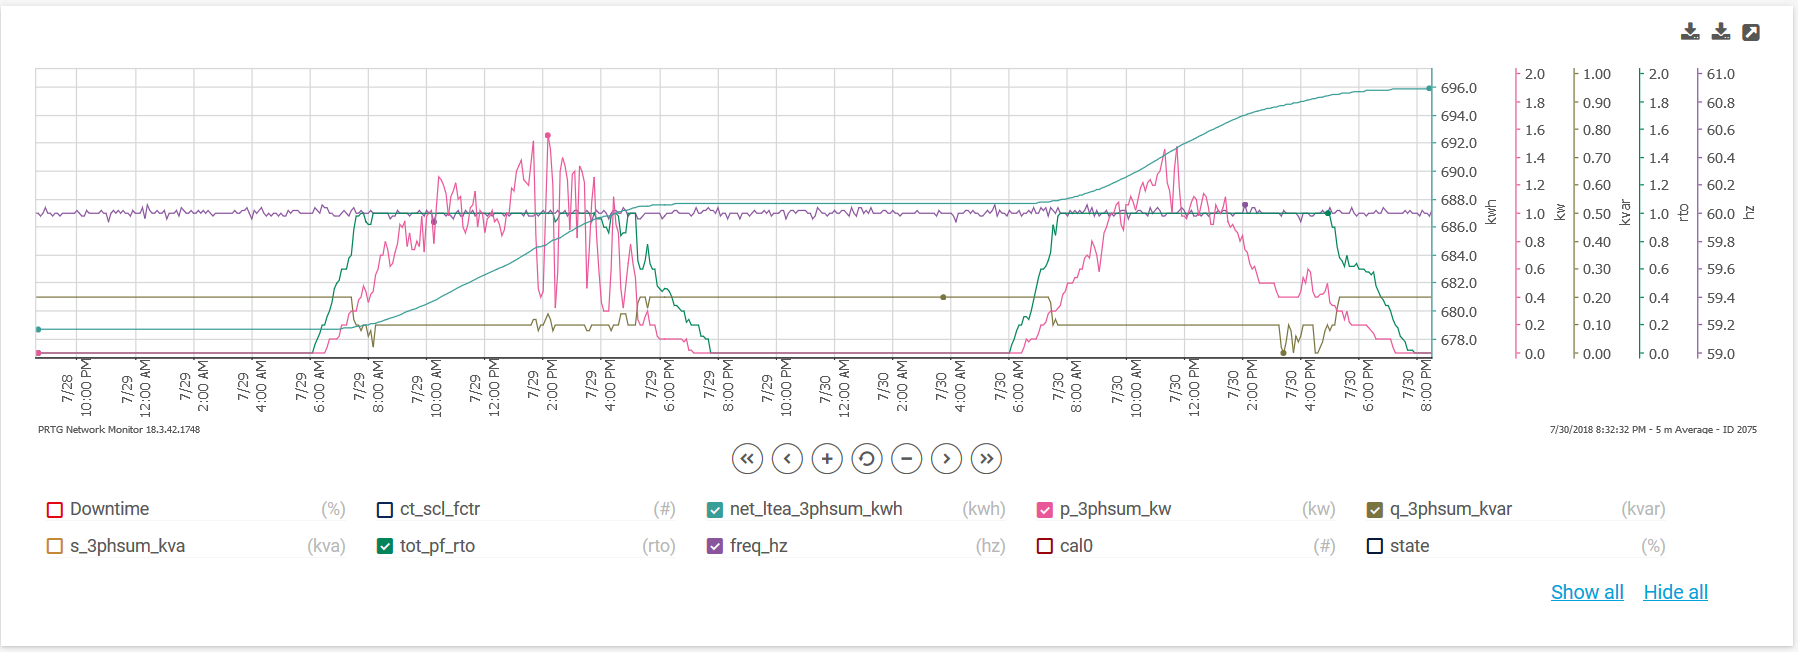 696.0
694.0
692.0
690.0
688.0
686.0
684.0
682.0
680.0
678.0
kwh
2.0
1.8
1.6
1.4
1.2
1.0
0.8
0.6
0.4
0.2
0.0
kw
1.00
0.90
0.80
0.70
0.60
0.50
0.40
0.30
0.20
0.10
0.00
kvar
2.0
1.8
1.6
1.4
1.2
1.0
0.8
0.6
0.4
0.2
0.0
rto
61.0
60.8
60.6
60.4
60.2
60.0
59.8
59.6
59.4
59.2
59.0
hz
7/28
10:00 PM
7/29
12:00 AM
7/29
2:00 AM
7/29
4:00 AM
7/29
6:00 AM
7/29
8:00 AM
7/29
10:00 AM
7/29
12:00 PM
7/29
2:00 PM
7/29
4:00 PM
7/29
6:00 PM
7/29
8:00 PM
7/29
10:00 PM
7/30
12:00 AM
7/30
2:00 AM
7/30
4:00 AM
7/30
6:00 AM
7/30
8:00 AM
7/30
10:00 AM
7/30
12:00 PM
7/30
2:00 PM
7/30
4:00 PM
7/30
6:00 PM
7/30
8:00 PM
PRTG Network Monitor 18.3.42.1748
7/30/2018 8:32:32 PM - 5 m Average - ID 2075
Downtime (%) ct_scl_fctr (#) net_ltea_3phsum_kwh (kwh) p_3phsum_kw (kw) q_3phsum_kvar (kvar)
s_3phsum_kva (kva) tot_pf_rto (rto) freq_hz (hz) cal0 (#) state (%)
Show all Hide all